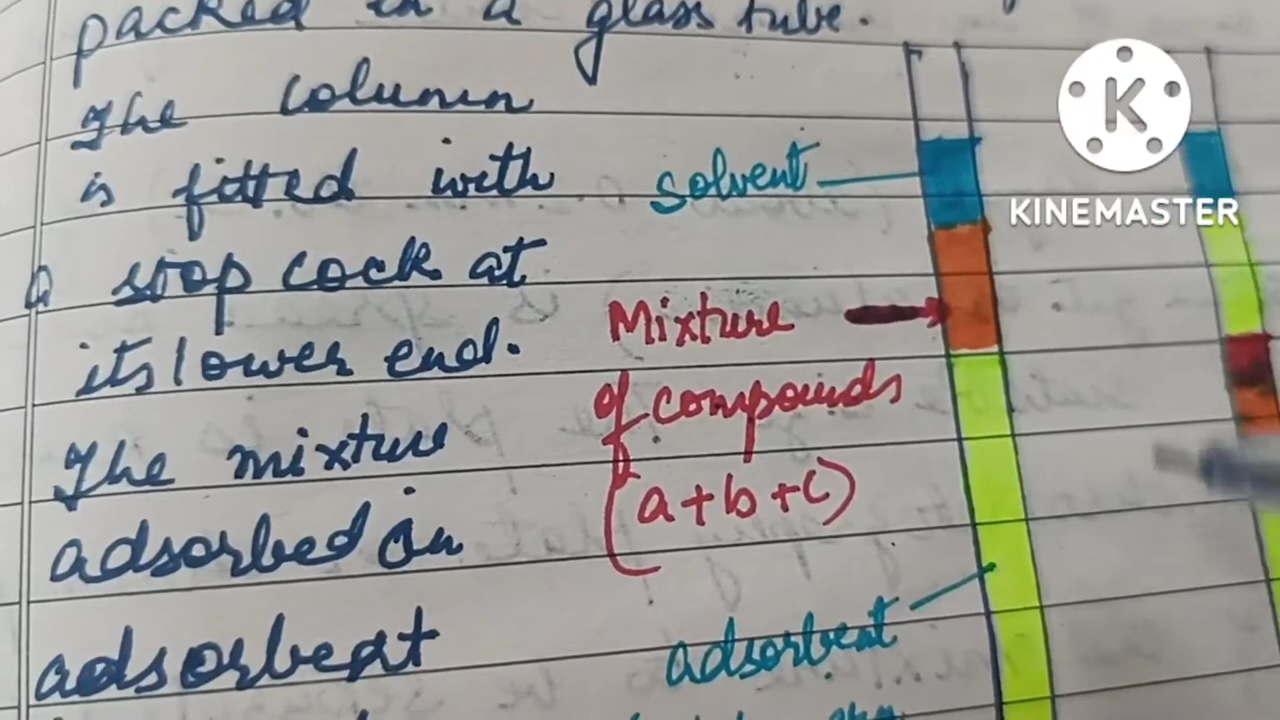 packed in a glass tube.
The column
is fitted with
a stop cock at
its lower end.
The mixture
adsorbed on
adsorbent
solvent
Mixture
of compounds
(a+b+c)
adsorbent
KINEMASTER